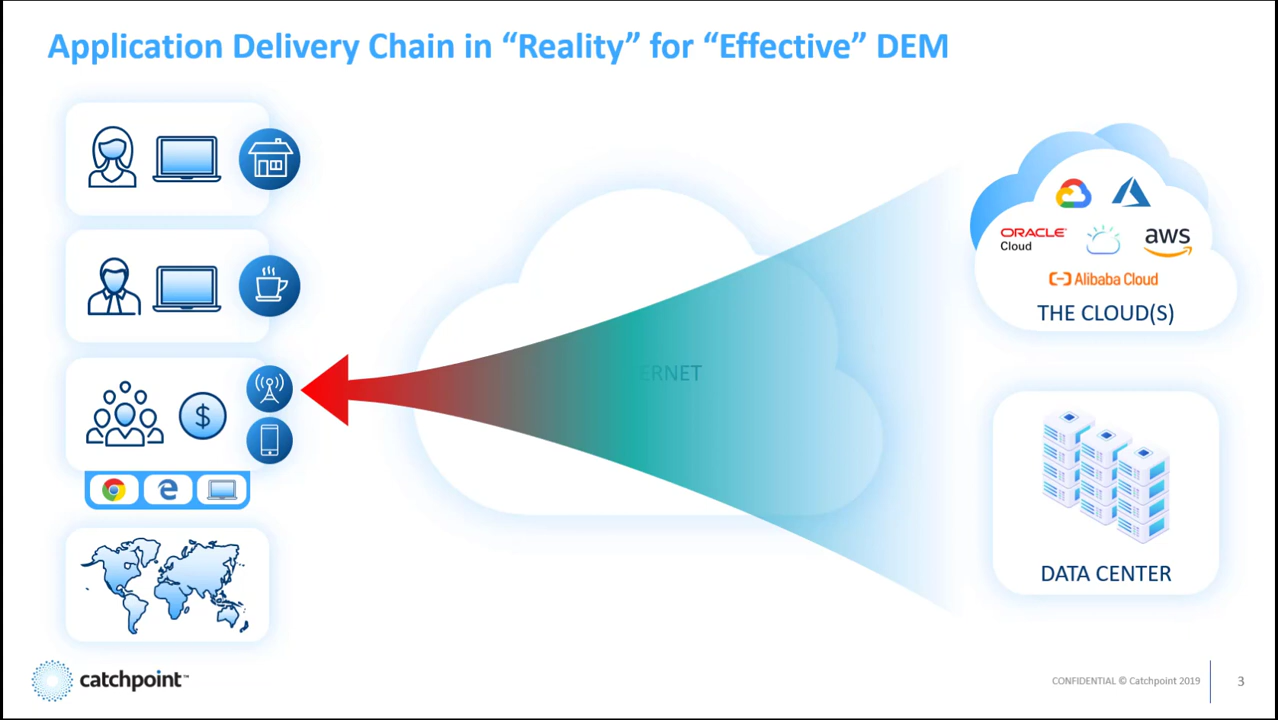 Application Delivery Chain in “Reality” for “Effective” DEM
ERNET
ORACLE
Cloud
aws
Alibaba Cloud
THE CLOUD(S)
$
DATA CENTER
catchpoint™
CONFIDENTIAL © Catchpoint 2019
3